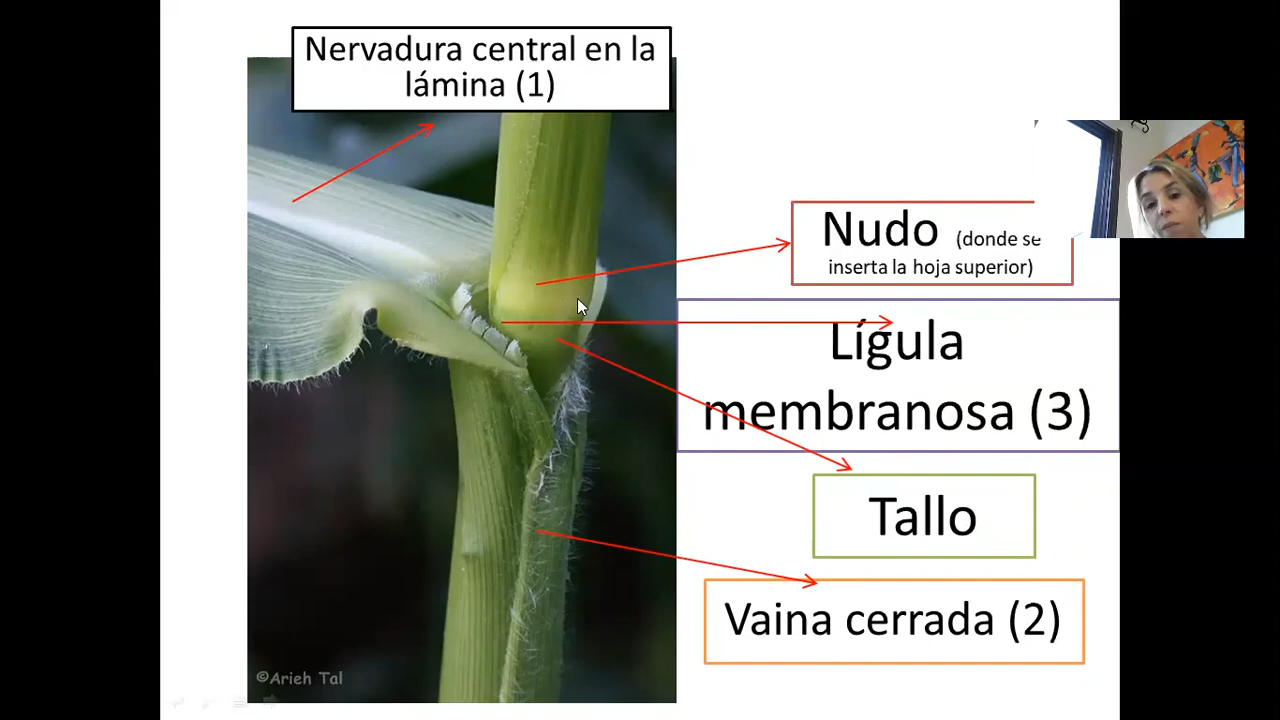 Nervadura central en la
lámina (1)
Nudo (donde se
inserta la hoja superior)
Lígula
membranosa (3)
Tallo
Vaina cerrada (2)
©Arieh Tal